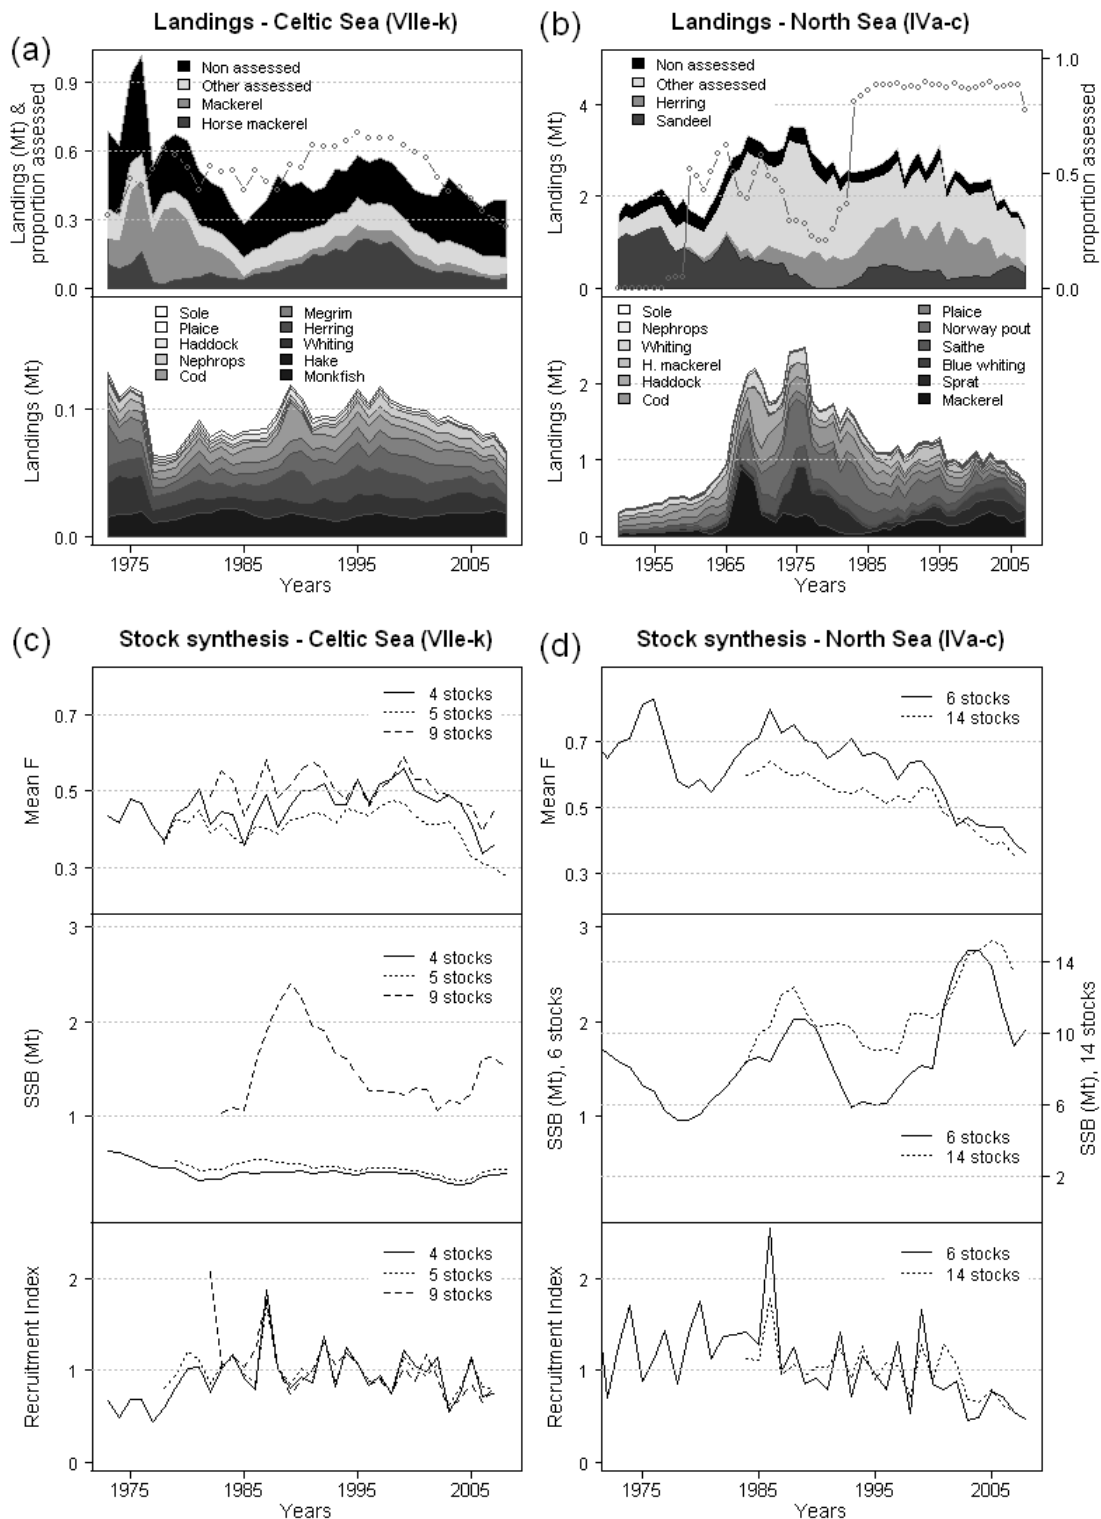 (a)
Landings - Celtic Sea (VIIe-k)
Landings (Mt) &
proportion assessed
0.9
0.6
0.3
0.0
Non assessed
Other assessed
Mackerel
Horse mackerel
Landings (Mt)
0.1
0.0
Sole
Plaice
Haddock
Nephrops
Cod
Megrim
Herring
Whiting
Hake
Monkfish
1975
1985
1995
2005
Years
(b)
Landings - North Sea (IVa-c)
Landings (Mt)
4
2
0
Non assessed
Other assessed
Herring
Sandeel
1.0
0.5
0.0
proportion assessed
Landings (Mt)
2
1
0
Sole
Nephrops
Whiting
H. mackerel
Haddock
Cod
Plaice
Norway pout
Saithe
Blue whiting
Sprat
Mackerel
1955
1965
1975
1985
1995
2005
Years
(c)
Stock synthesis - Celtic Sea (VIIe-k)
Mean F
0.7
0.5
0.3
4 stocks
5 stocks
9 stocks
SSB (Mt)
3
2
1
4 stocks
5 stocks
9 stocks
Recruitment Index
2
1
0
4 stocks
5 stocks
9 stocks
1975
1985
1995
2005
Years
(d)
Stock synthesis - North Sea (IVa-c)
Mean F
0.7
0.5
0.3
6 stocks
14 stocks
SSB (Mt), 6 stocks
3
2
1
14
10
6
2
SSB (Mt), 14 stocks
6 stocks
14 stocks
Recruitment Index
2
1
0
6 stocks
14 stocks
1975
1985
1995
2005
Years